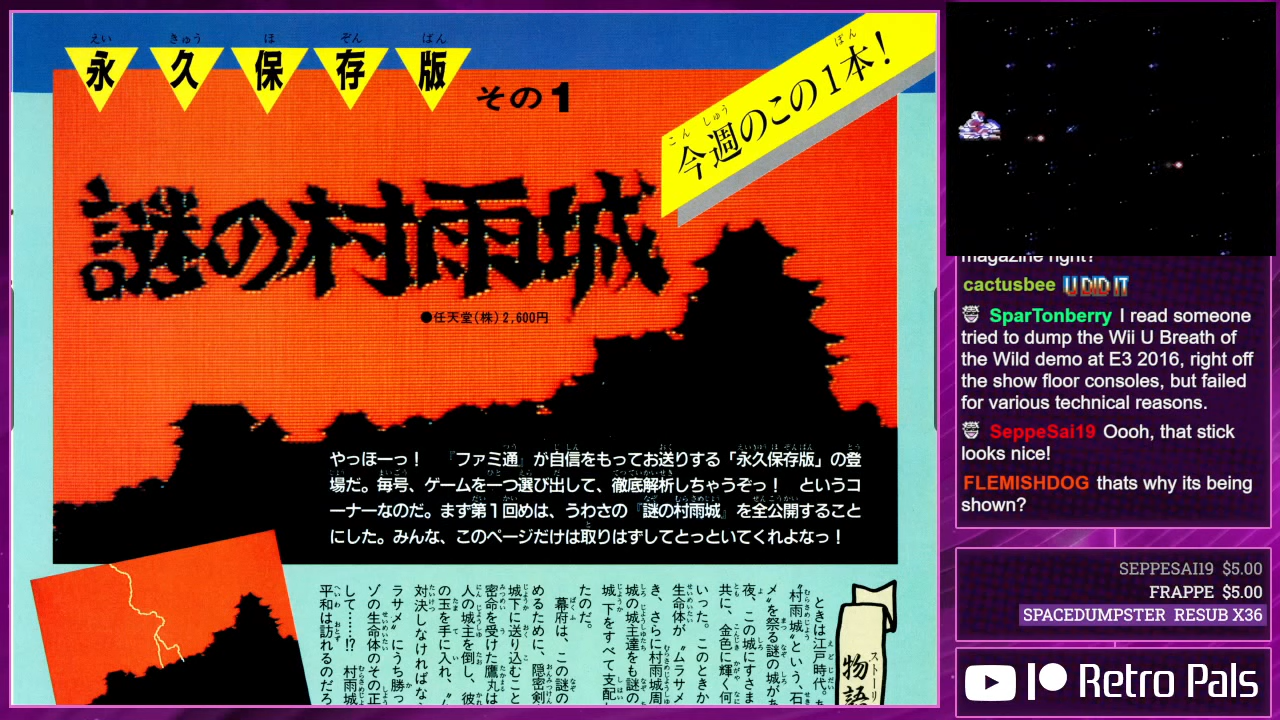 永久保存版
その1
今週のこの1本!
謎の村雨城
●任天堂(株)2,600円
やっほーっ! 『ファミ通』が自信をもってお送りする「永久保存版」の登
場だ。毎号、ゲームを一つ選び出して、徹底解析しちゃうぞっ! というコ
ーナーなのだ。まず第1回めは、うわさの『謎の村雨城』を全公開すること
にした。みんな、このページだけは取りはずしてとっといてくれよなっ!
物語
ストーリー
ときは江戸時代。
〝村雨城〟という、石
メ〟を祭る謎の城があ
夜、この城にすさま
共に、金色に輝く何
いった。このときか
生命体が〝ムラサメ
き、さらに村雨城周
城の城主達をも謎の
城下をすべて支配
たのだ。
幕府は、この謎の
めるために、隠密剣
城下に送り込むこと
密命を受けた鷹丸は
人の城主を倒し、彼
の玉を手に入れ、〝
対決しなければな
ラサメ〟にうち勝っ
ゾの生命体のその正
して……!? 村雨城
平和は訪れるのだろ
magazine right?
cactusbee U DID IT
SparTonberry I read someone
tried to dump the Wii U Breath of
the Wild demo at E3 2016, right off
the show floor consoles, but failed
for various technical reasons.
SeppeSai19 Oooh, that stick
looks nice!
FLEMISHDOG thats why its being
shown?
SEPPESAI19 $5.00
FRAPPE $5.00
SPACEDUMPSTER RESUB X36
Retro Pals